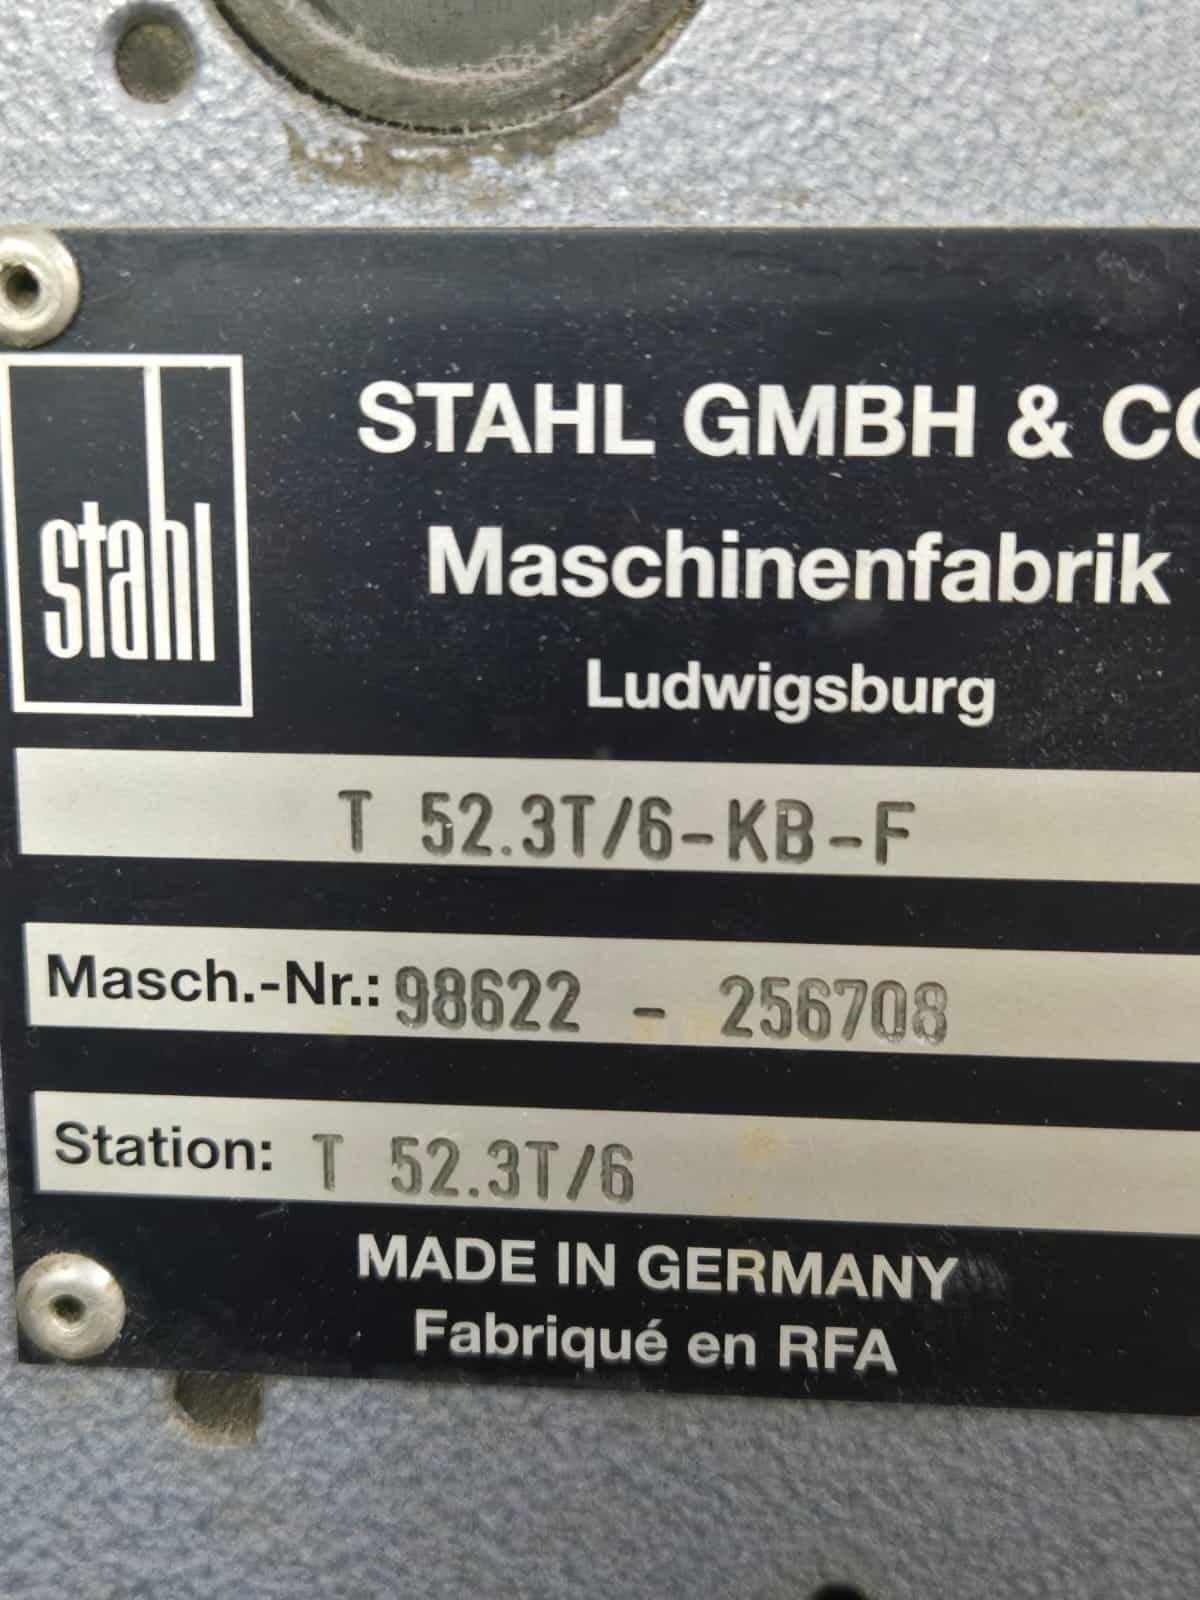 stahl
STAHL GMBH & CO
Maschinenfabrik
Ludwigsburg
T 52.3T/6-KB-F
Masch.-Nr.: 98622 - 256708
Station: T 52.3T/6
MADE IN GERMANY
Fabriqué en RFA